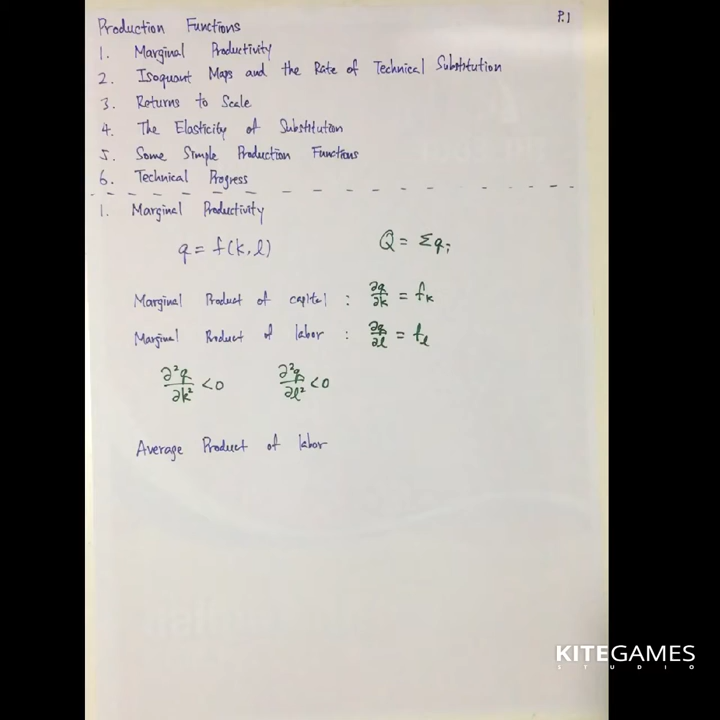 P.1
Production Functions
1. Marginal Productivity
2. Isoquant Maps and the Rate of Technical Substitution
3. Returns to Scale
4. The Elasticity of Substitution
5. Some Simple Production Functions
6. Technical Progress
1. Marginal Productivity
q = f(k, l) Q = Σqᵢ
Marginal Product of capital : ∂q/∂k = fₖ
Marginal Product of labor : ∂q/∂l = fₗ
∂²q/∂k² < 0 ∂²q/∂l² < 0
Average Product of labor
KITEGAMES
STUDIO